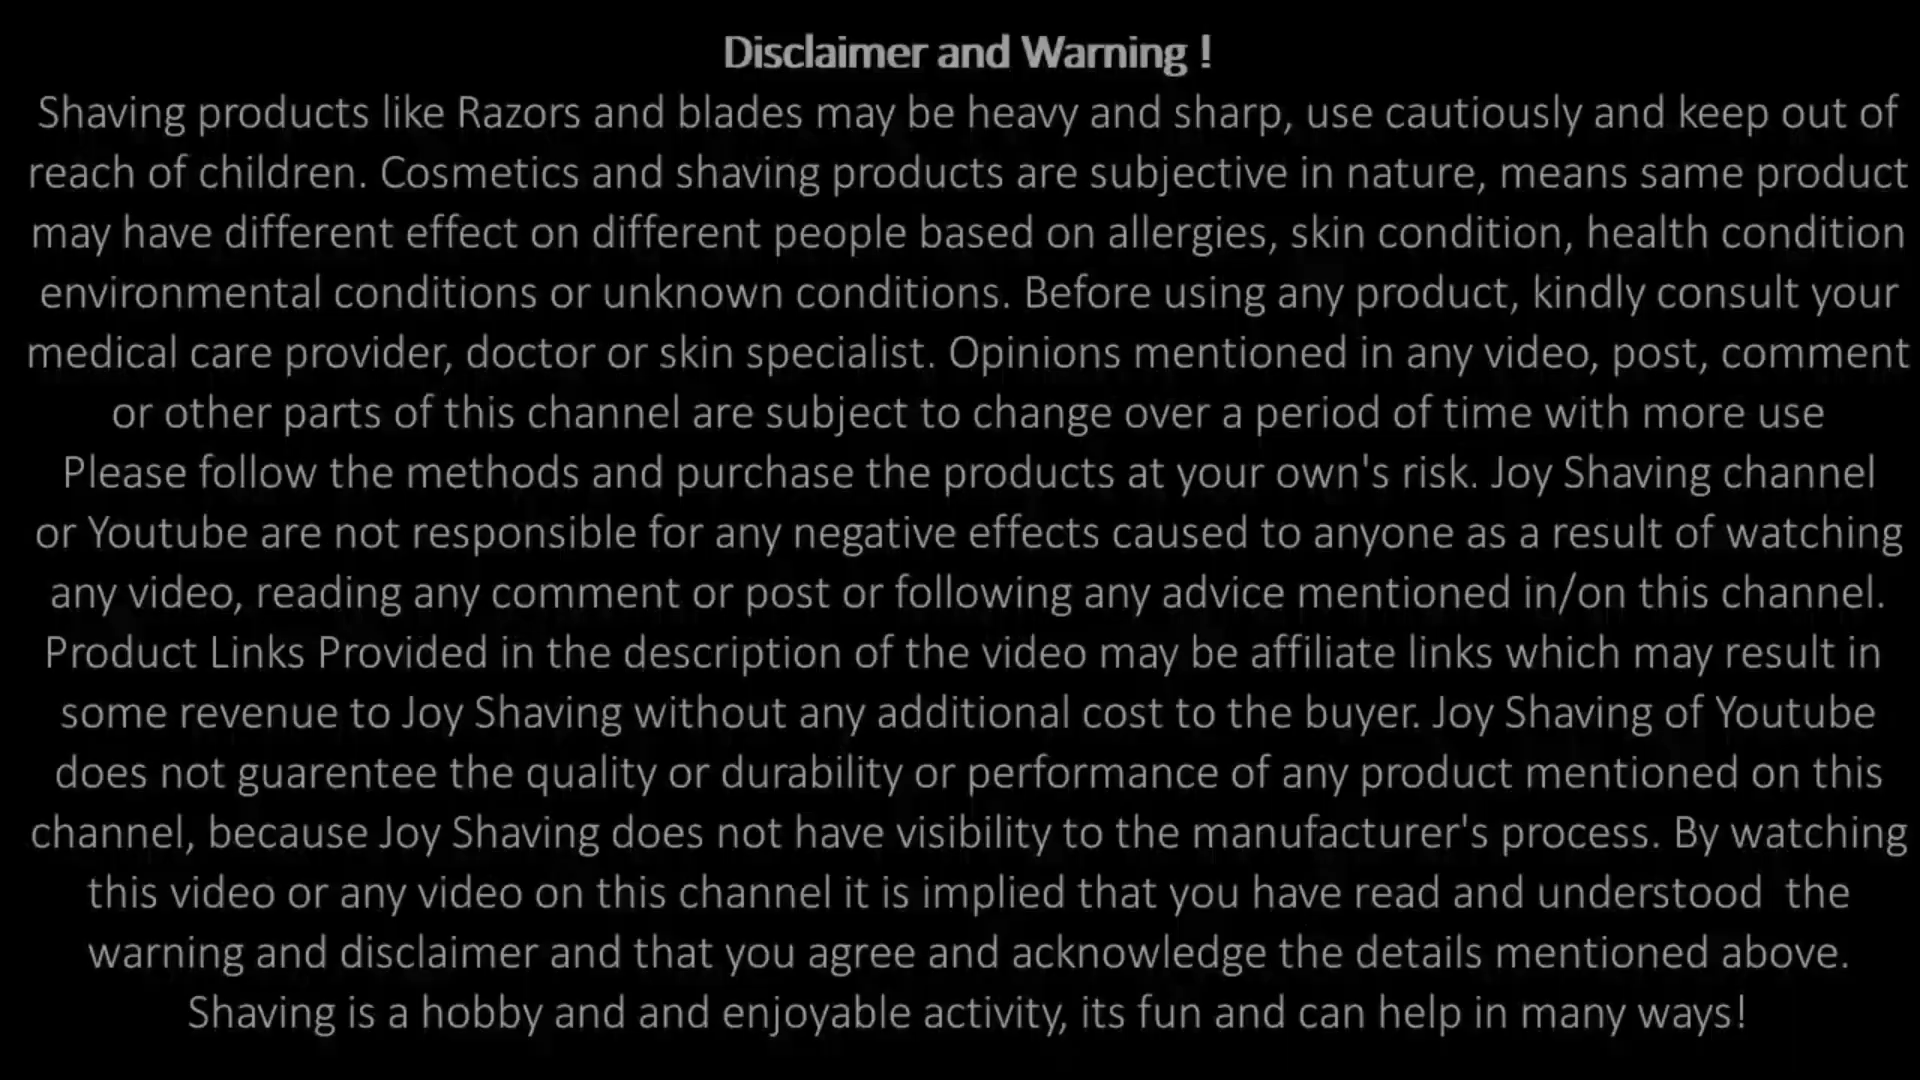 Disclaimer and Warning !
Shaving products like Razors and blades may be heavy and sharp, use cautiously and keep out of
reach of children. Cosmetics and shaving products are subjective in nature, means same product
may have different effect on different people based on allergies, skin condition, health condition
environmental conditions or unknown conditions. Before using any product, kindly consult your
medical care provider, doctor or skin specialist. Opinions mentioned in any video, post, comment
or other parts of this channel are subject to change over a period of time with more use
Please follow the methods and purchase the products at your own's risk. Joy Shaving channel
or Youtube are not responsible for any negative effects caused to anyone as a result of watching
any video, reading any comment or post or following any advice mentioned in/on this channel.
Product Links Provided in the description of the video may be affiliate links which may result in
some revenue to Joy Shaving without any additional cost to the buyer. Joy Shaving of Youtube
does not guarentee the quality or durability or performance of any product mentioned on this
channel, because Joy Shaving does not have visibility to the manufacturer's process. By watching
this video or any video on this channel it is implied that you have read and understood  the
warning and disclaimer and that you agree and acknowledge the details mentioned above.
Shaving is a hobby and and enjoyable activity, its fun and can help in many ways!